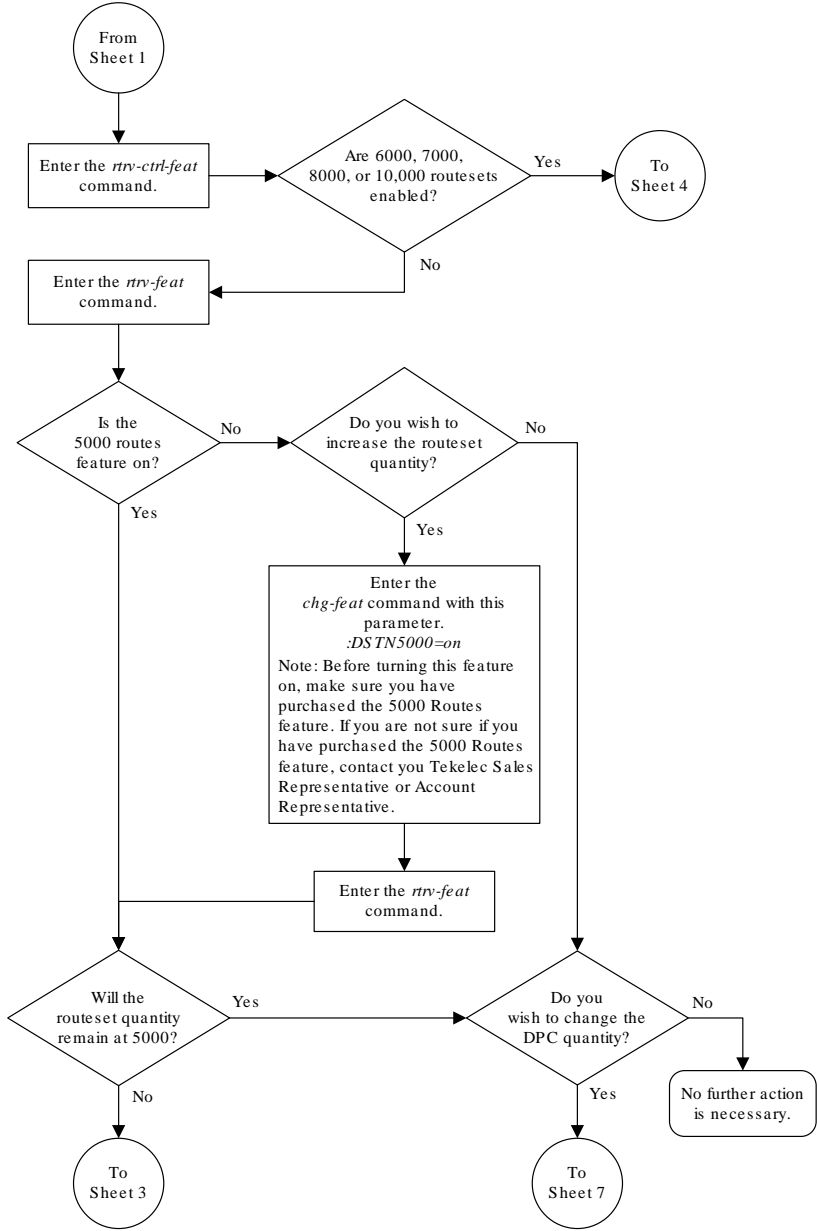 From
Sheet 1
Enter the rtrv-ctrl-feat
command.
Are 6000, 7000,
8000, or 10,000 routesets
enabled?
Yes
To
Sheet 4
No
Enter the rtrv-feat
command.
Is the
5000 routes
feature on?
No
Do you wish to
increase the routeset
quantity?
No
Yes
Yes
Enter the
chg-feat command with this
parameter.
:DSTN5000=on
Note: Before turning this feature
on, make sure you have
purchased the 5000 Routes
feature. If you are not sure if you
have purchased the 5000 Routes
feature, contact you Tekelec Sales
Representative or Account
Representative.
Enter the rtrv-feat
command.
Will the
routeset quantity
remain at 5000?
Yes
Do you
wish to change the
DPC quantity?
No
No further action
is necessary.
No
Yes
To
Sheet 3
To
Sheet 7